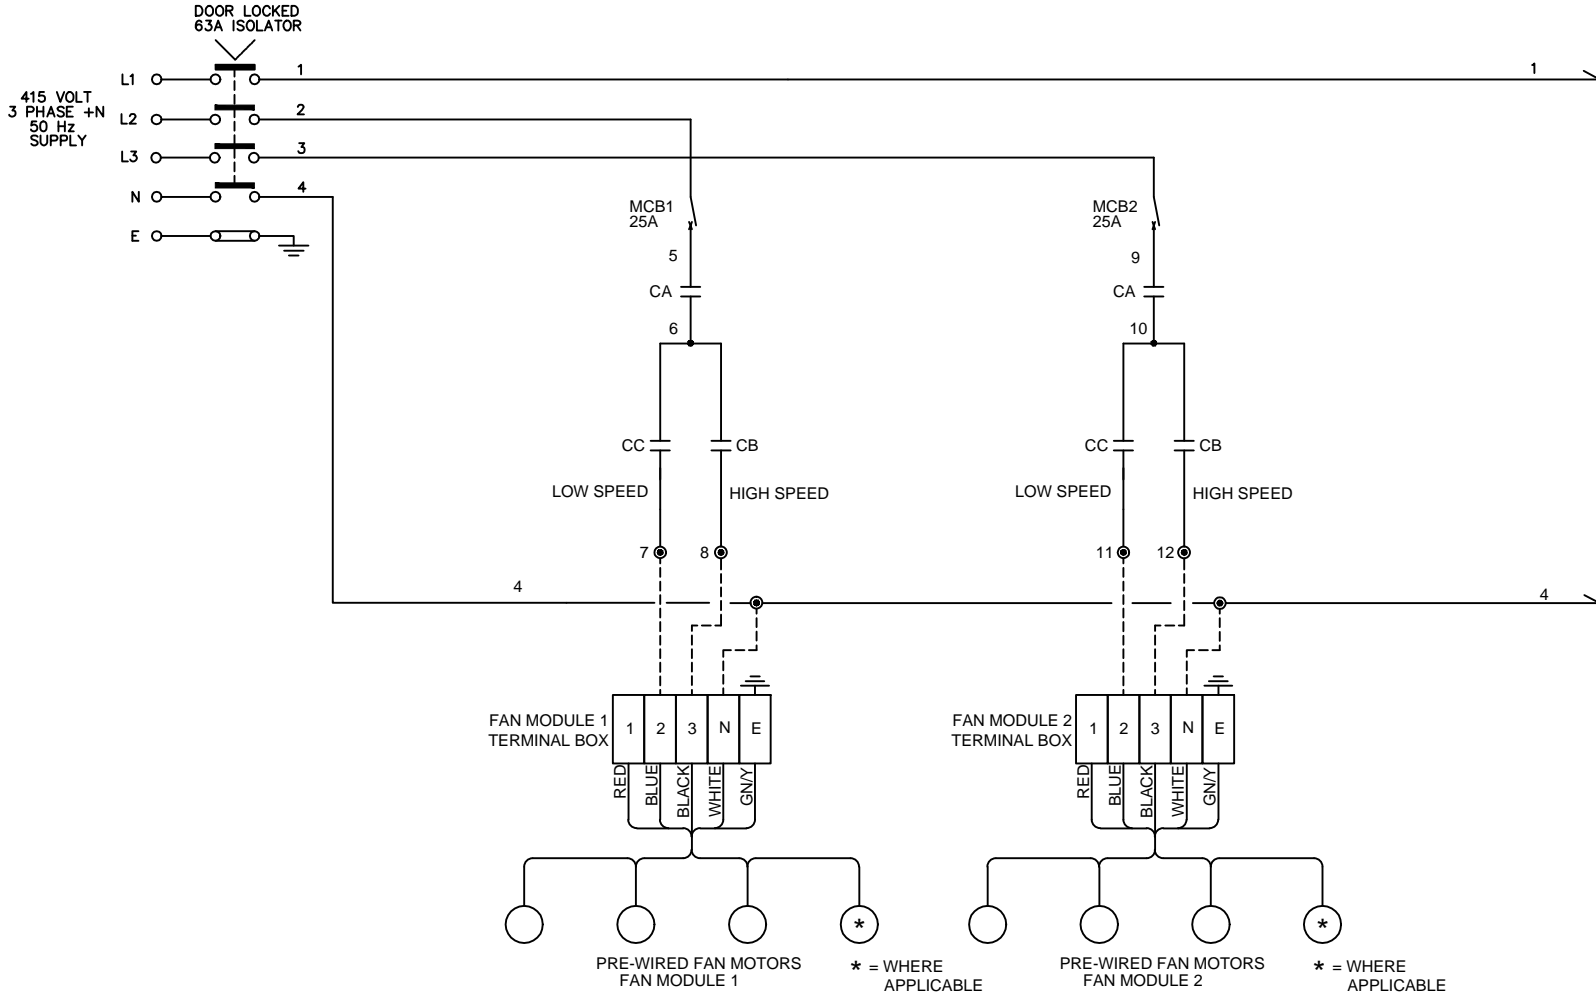 DOOR LOCKED
63A ISOLATOR
L1
1
1
415 VOLT
3 PHASE +N
50 Hz
SUPPLY
L2
2
L3
3
N
4
E
MCB1
25A
MCB2
25A
5
9
CA
CA
6
10
CC
CB
CC
CB
LOW SPEED
HIGH SPEED
LOW SPEED
HIGH SPEED
7
8
11
12
4
4
FAN MODULE 1
TERMINAL BOX
1 2 3 N E
FAN MODULE 2
TERMINAL BOX
1 2 3 N E
RED
BLUE
BLACK
WHITE
GN/Y
RED
BLUE
BLACK
WHITE
GN/Y
*
*
PRE-WIRED FAN MOTORS
FAN MODULE 1
* = WHERE
APPLICABLE
PRE-WIRED FAN MOTORS
FAN MODULE 2
* = WHERE
APPLICABLE